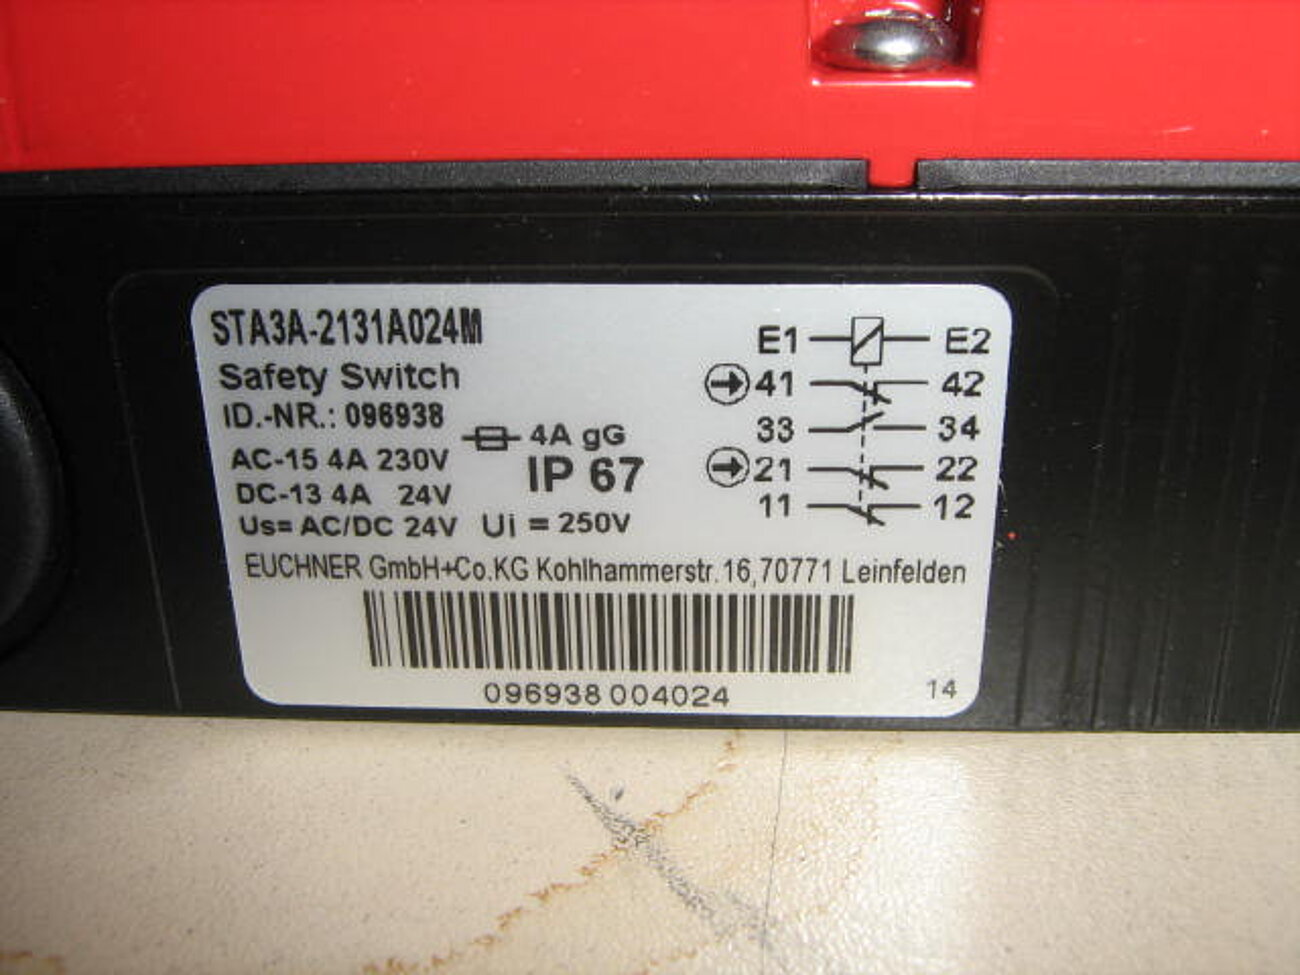 STA3A-2131A024M
Safety Switch
ID.-NR.: 096938
AC-15 4A 230V
DC-13 4A 24V
Us= AC/DC 24V
4A gG
IP 67
Ui = 250V
E1 E2
41 42
33 34
21 22
11 12
EUCHNER GmbH+Co.KG Kohlhammerstr.16,70771 Leinfelden
096938 004024
14